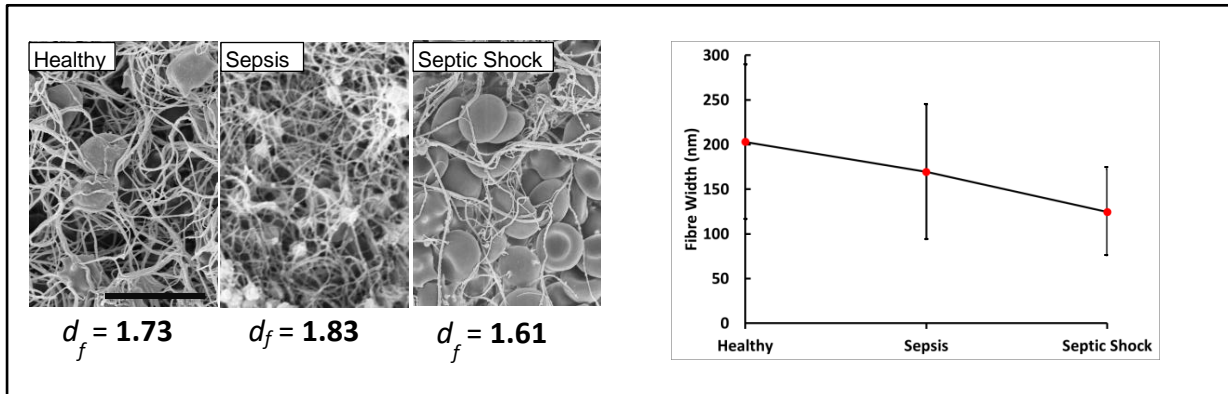 Healthy
Sepsis
Septic Shock
d_f = 1.73
d_f = 1.83
d_f = 1.61
300
250
200
150
100
50
0
Fibre Width (nm)
Healthy
Sepsis
Septic Shock